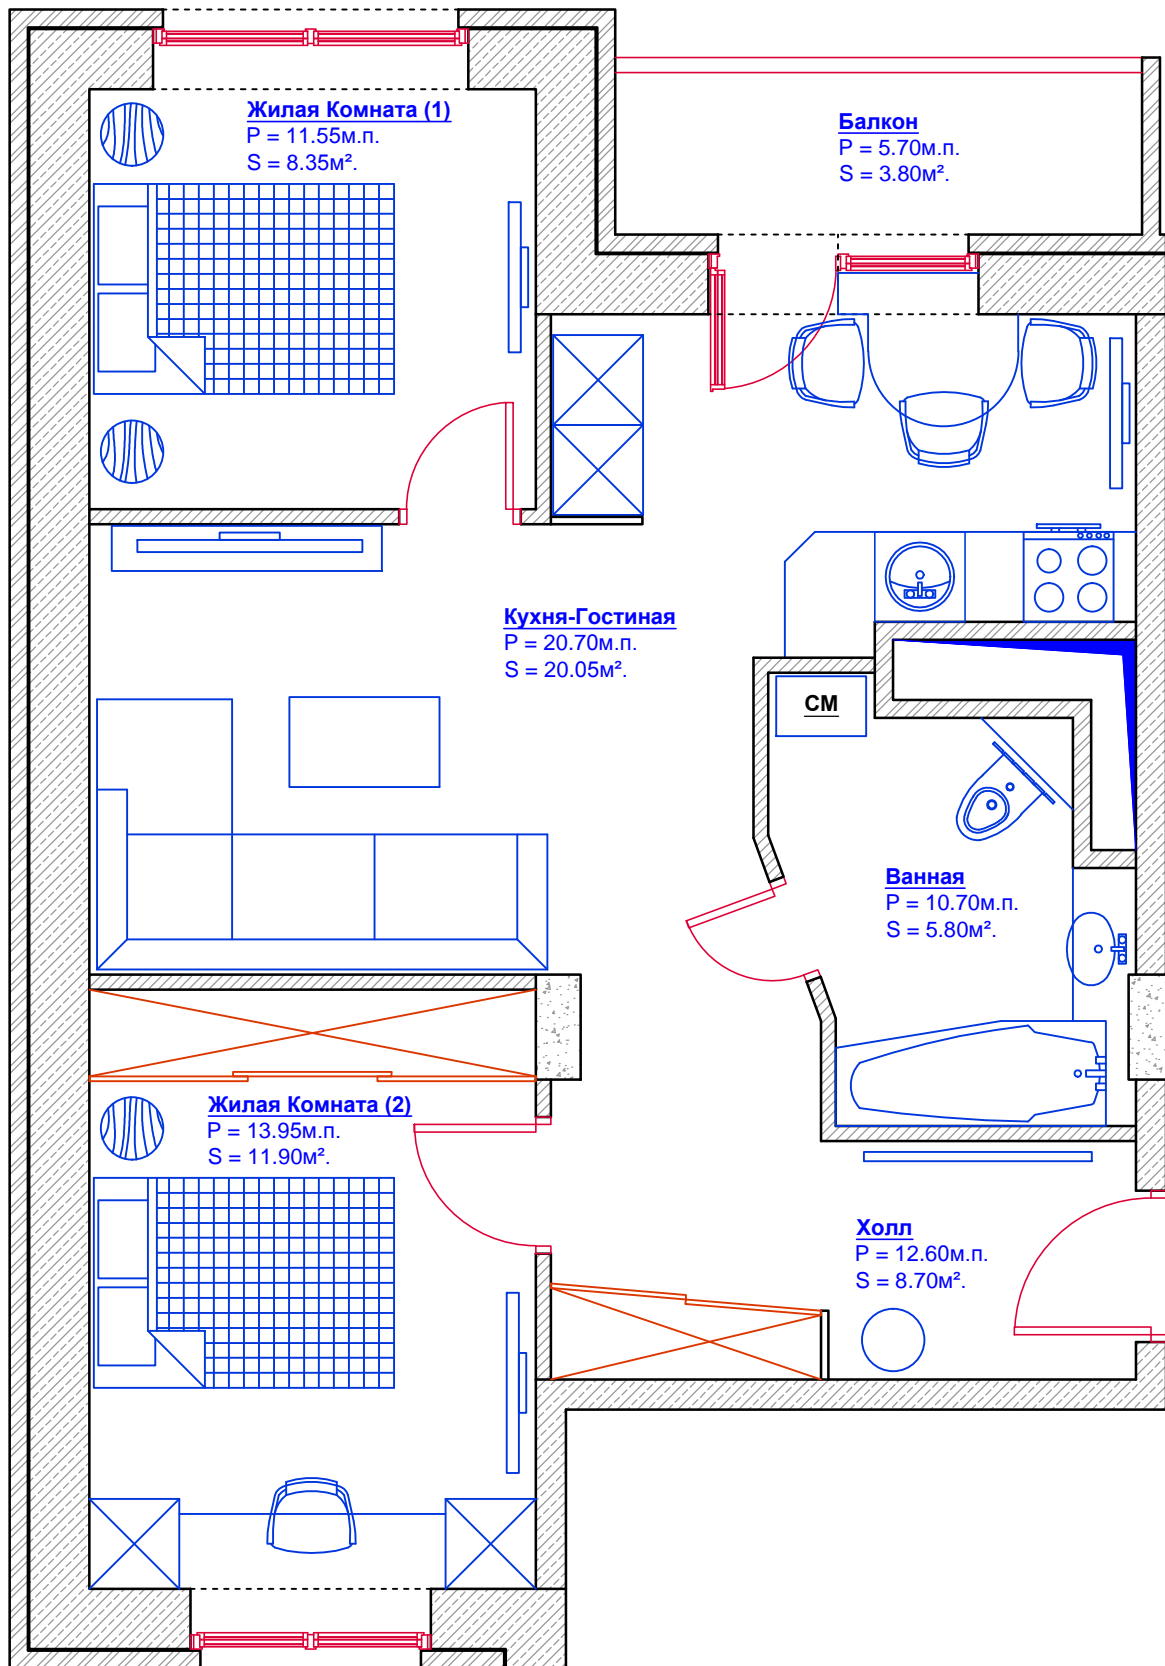 Жилая Комната (1)
P = 11.55м.п.
S = 8.35м².
Балкон
P = 5.70м.п.
S = 3.80м².
Кухня-Гостиная
P = 20.70м.п.
S = 20.05м².
СМ
Ванная
P = 10.70м.п.
S = 5.80м².
Жилая Комната (2)
P = 13.95м.п.
S = 11.90м².
Холл
P = 12.60м.п.
S = 8.70м².